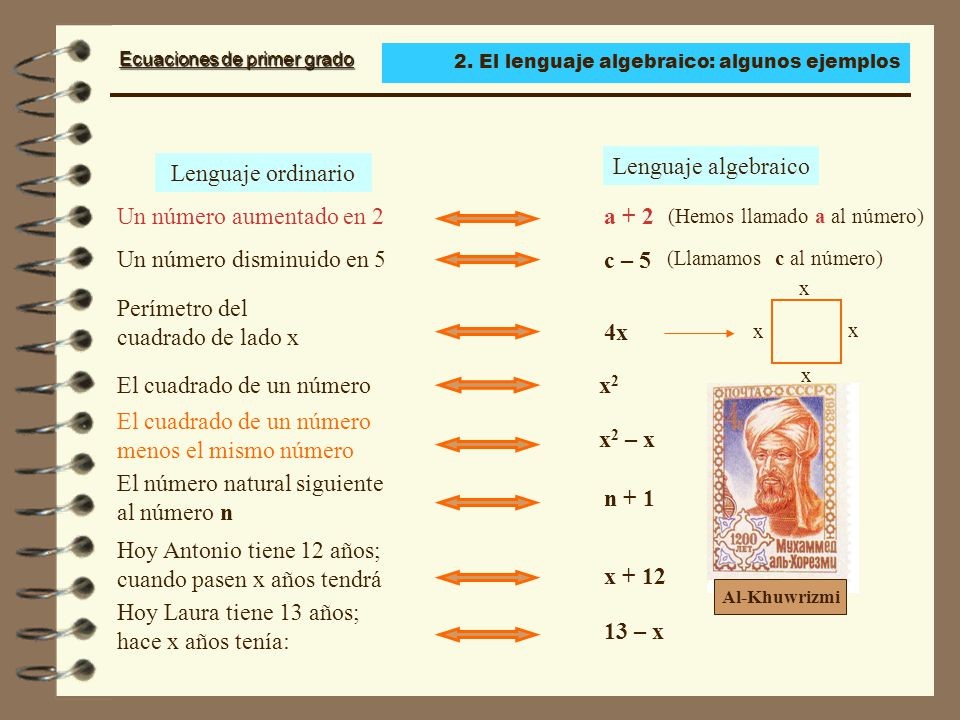 Ecuaciones de primer grado
2. El lenguaje algebraico: algunos ejemplos
Lenguaje ordinario
Lenguaje algebraico
Un número aumentado en 2
a + 2 (Hemos llamado a al número)
Un número disminuido en 5
c – 5 (Llamamos c al número)
Perímetro del
cuadrado de lado x
4x
x
x
x
x
El cuadrado de un número
x²
El cuadrado de un número
menos el mismo número
x² – x
El número natural siguiente
al número n
n + 1
Hoy Antonio tiene 12 años;
cuando pasen x años tendrá
x + 12
Hoy Laura tiene 13 años;
hace x años tenía:
13 – x
ПОЧТА СССР
1983
4
к
1200
ЛЕТ
Мухаммед
аль-Хорезми
Al-Khuwrizmi